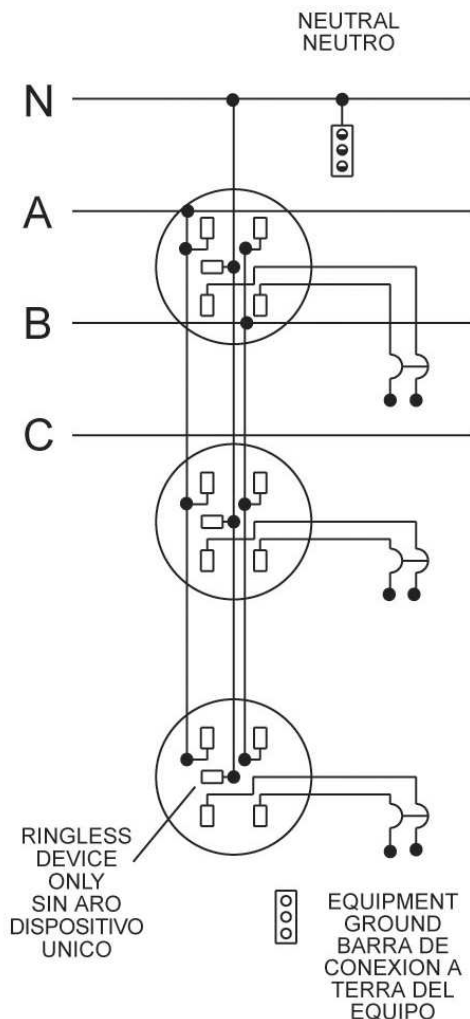 NEUTRAL
NEUTRO
N
A
B
C
RINGLESS
DEVICE
ONLY
SIN ARO
DISPOSITIVO
UNICO
EQUIPMENT
GROUND
BARRA DE
CONEXION A
TERRA DEL
EQUIPO